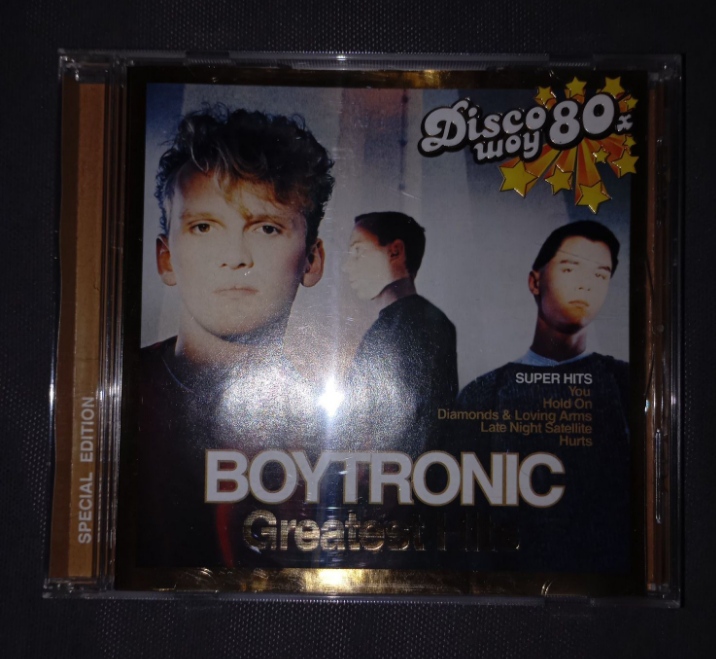 Disco 80х
шоу
SUPER HITS
You
Hold On
Diamonds & Loving Arms
Late Night Satellite
Hurts
BOYTRONIC
Greatest Hits
SPECIAL EDITION